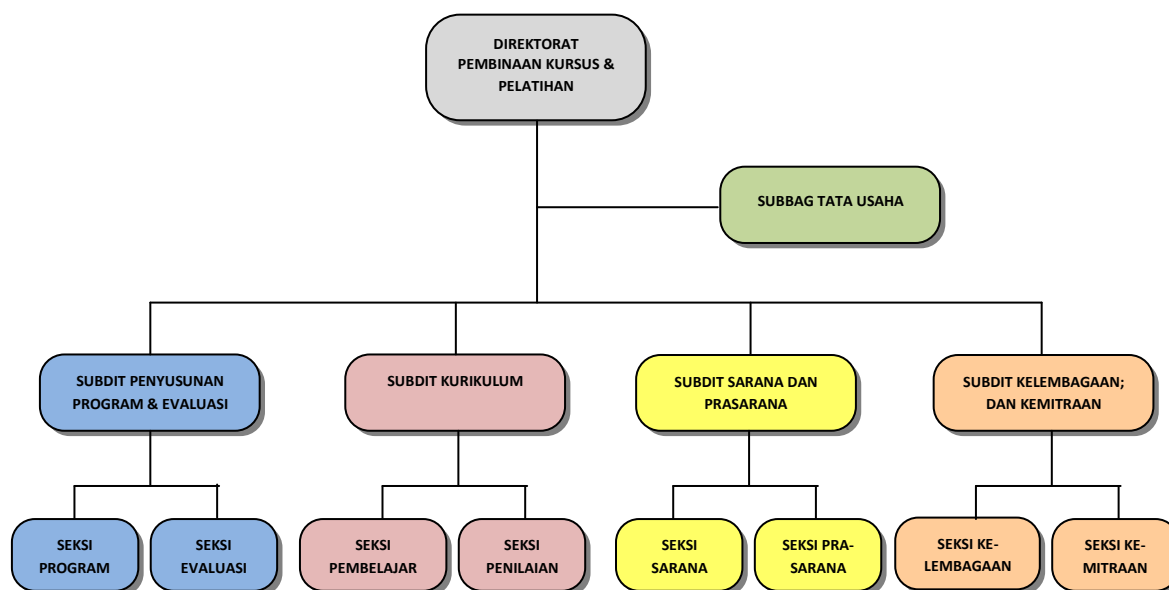 DIREKTORAT
PEMBINAAN KURSUS &
PELATIHAN
SUBBAG TATA USAHA
SUBDIT PENYUSUNAN
PROGRAM & EVALUASI
SUBDIT KURIKULUM
SUBDIT SARANA DAN
PRASARANA
SUBDIT KELEMBAGAAN;
DAN KEMITRAAN
SEKSI
PROGRAM
SEKSI
EVALUASI
SEKSI
PEMBELAJAR
SEKSI
PENILAIAN
SEKSI
SARANA
SEKSI PRA-
SARANA
SEKSI KE-
LEMBAGAAN
SEKSI KE-
MITRAAN